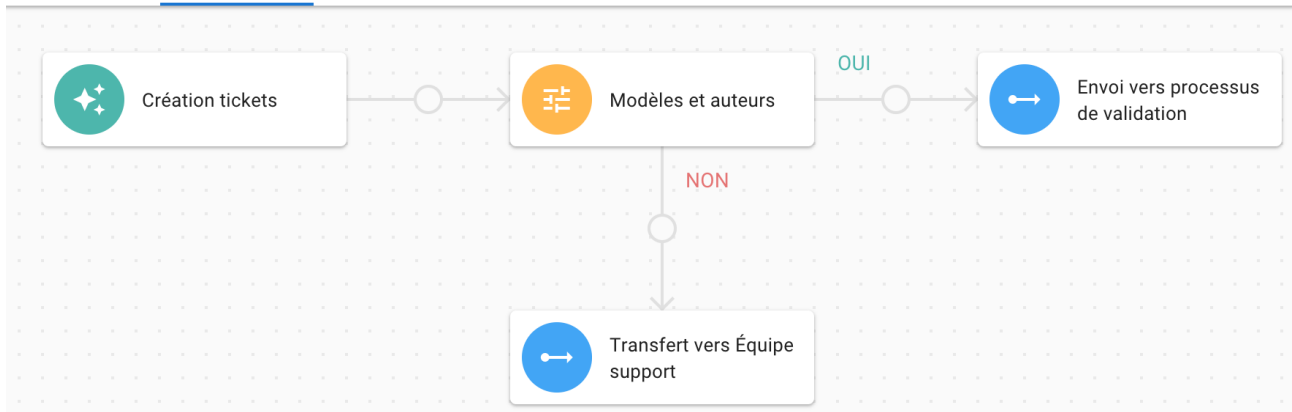 OUI
Création tickets
Modèles et auteurs
Envoi vers processus
de validation
NON
Transfert vers Équipe
support